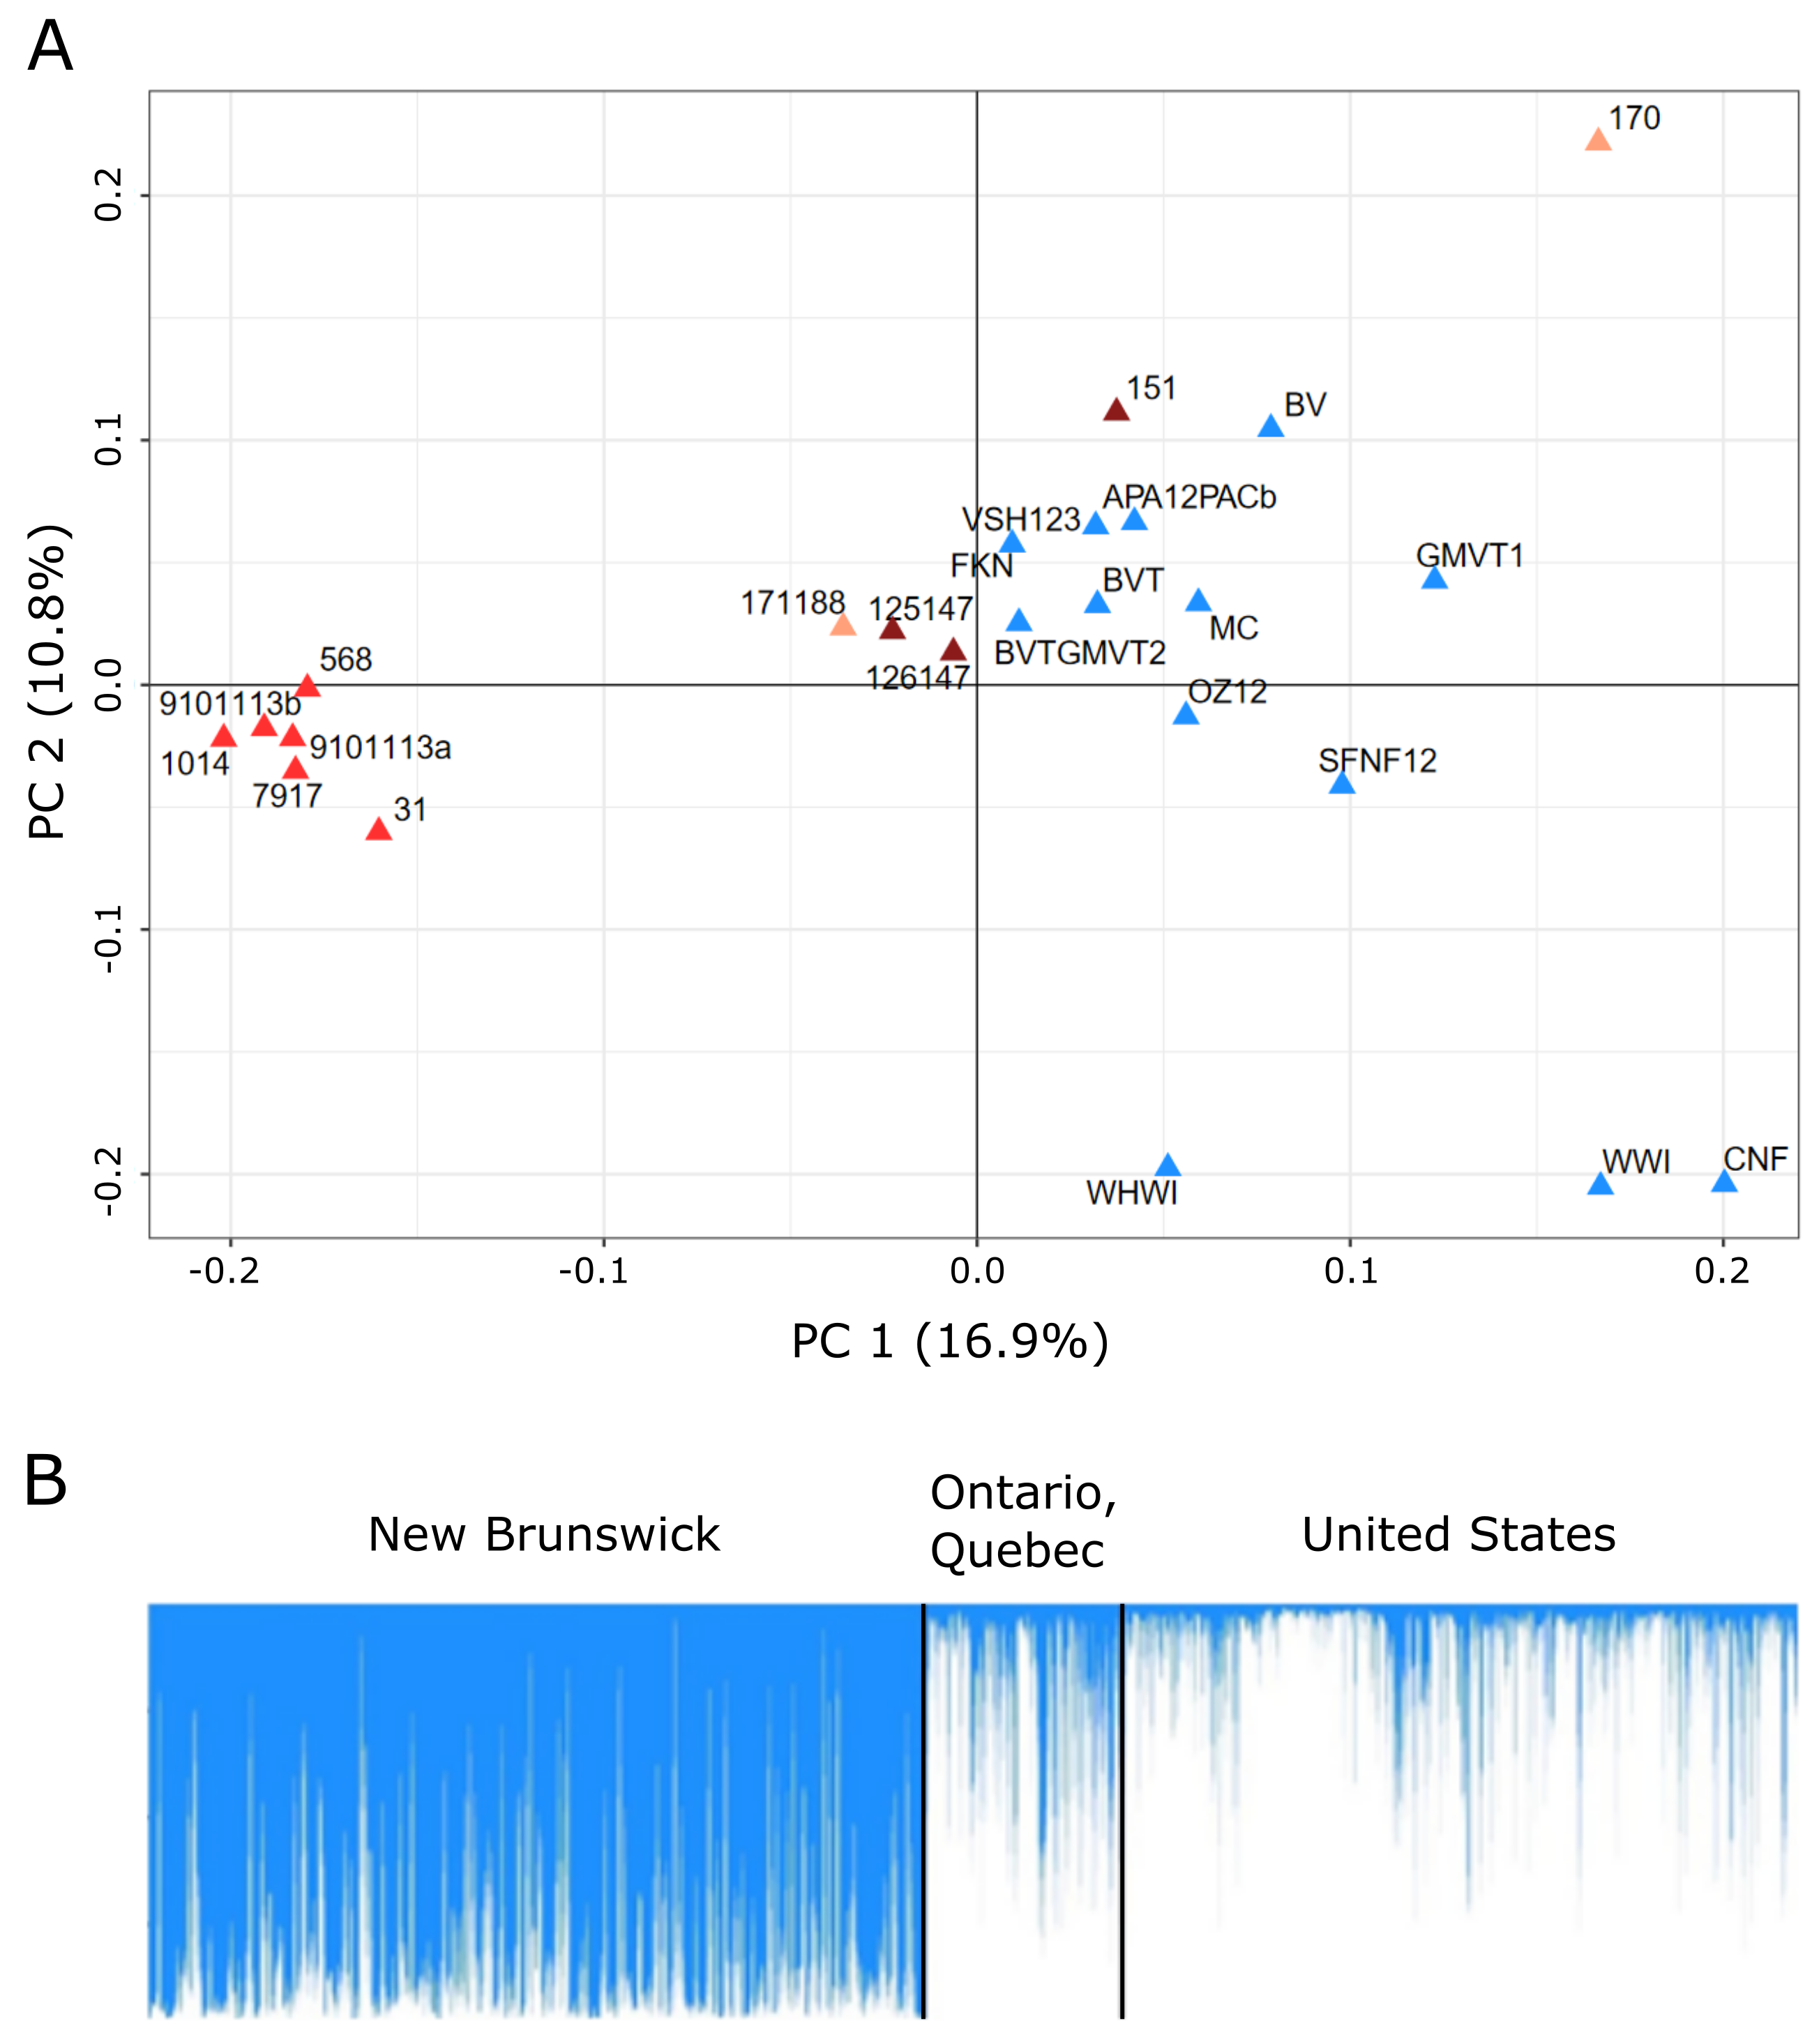 A
170
151
BV
APA12PACb
VSH123
FKN
GMVT1
BVT
171188
125147
MC
BVTGMVT2
126147
568
OZ12
9101113b
9101113a
1014
SFNF12
7917
31
WHWI
WWI
CNF
0.2
0.1
0.0
-0.1
-0.2
PC 2 (10.8%)
-0.2
-0.1
0.0
0.1
0.2
PC 1 (16.9%)
B
New Brunswick
Ontario,
Quebec
United States